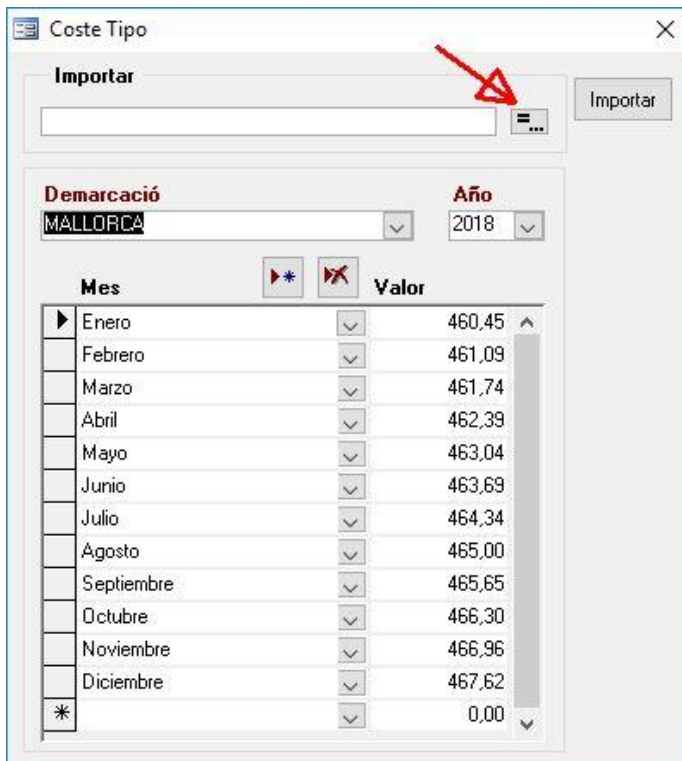 Coste Tipo
Importar
=...
Importar
Demarcació Año
MALLORCA 2018
Mes Valor
Enero 460,45
Febrero 461,09
Marzo 461,74
Abril 462,39
Mayo 463,04
Junio 463,69
Julio 464,34
Agosto 465,00
Septiembre 465,65
Octubre 466,30
Noviembre 466,96
Diciembre 467,62
0,00